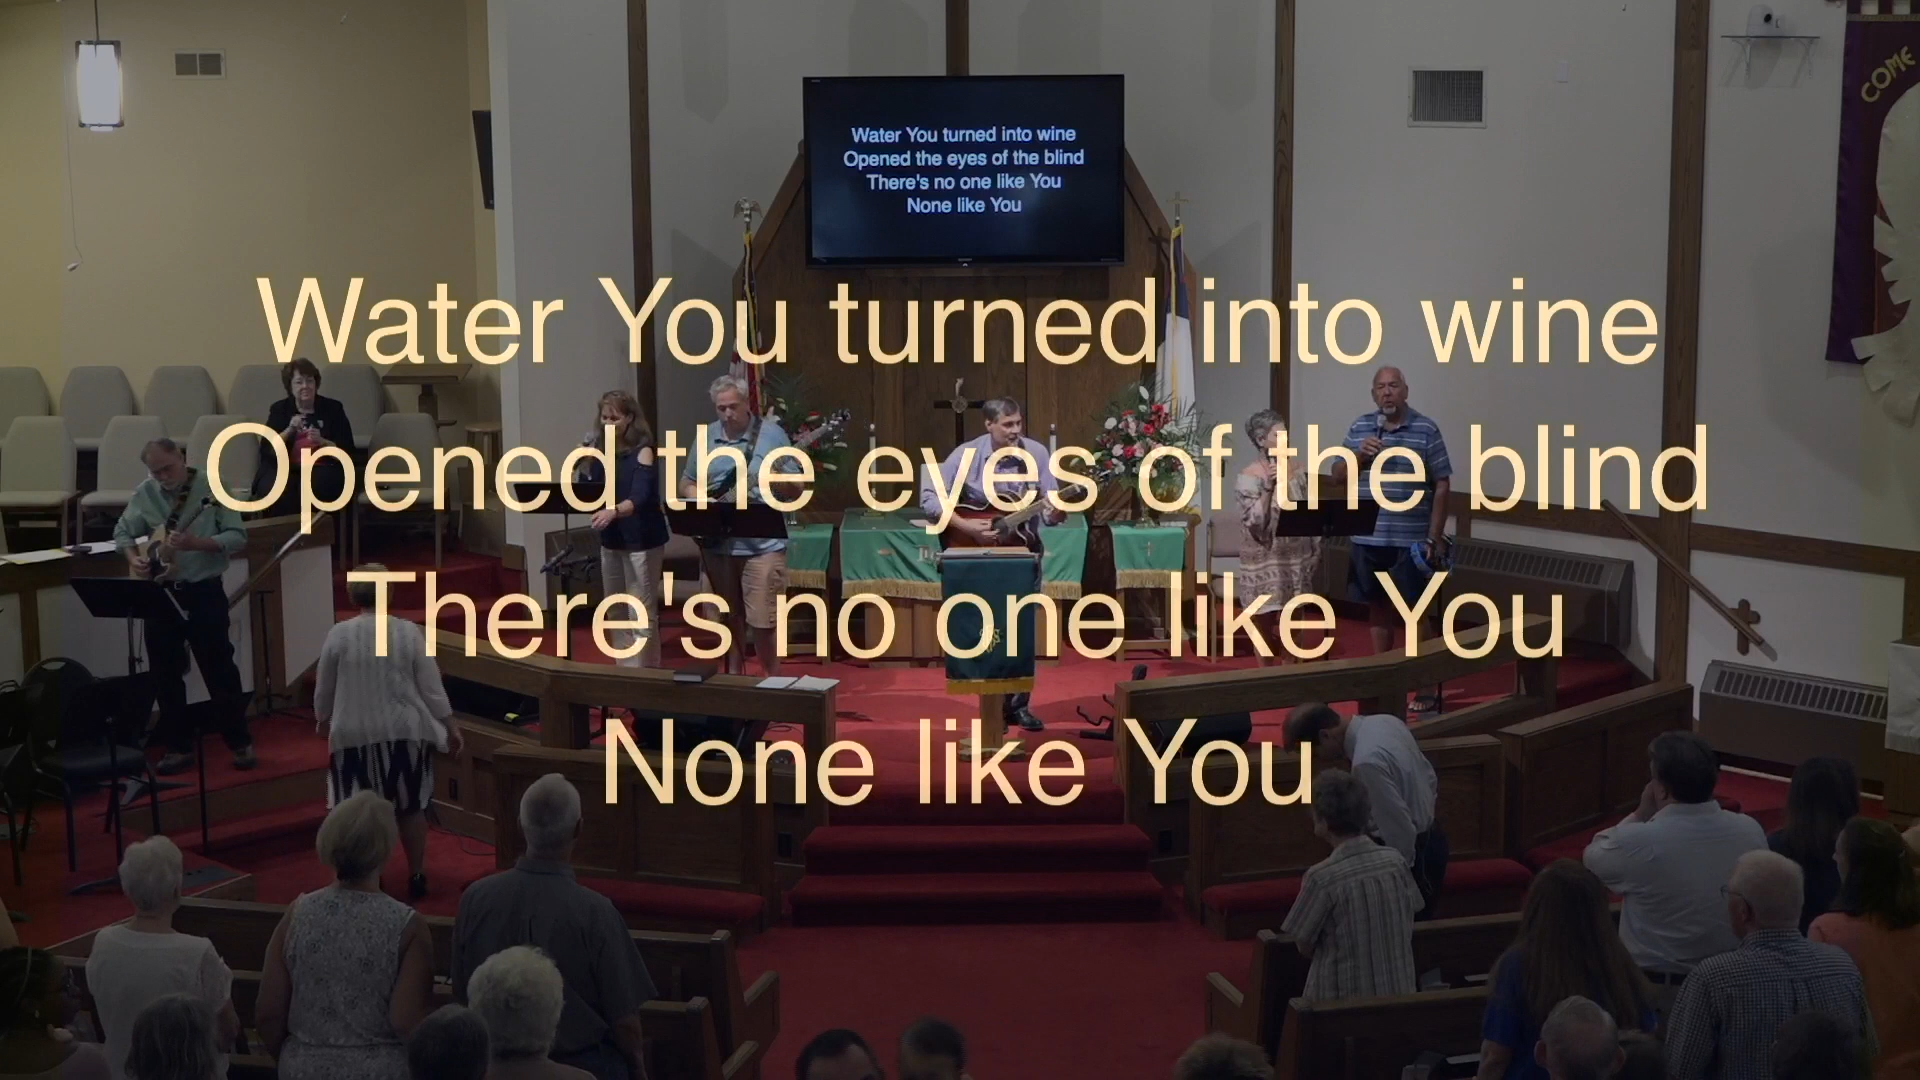 Water You turned into wine
Opened the eyes of the blind
There's no one like You
None like You
COME
Water You turned into wine
Opened the eyes of the blind
There's no one like You
None like You